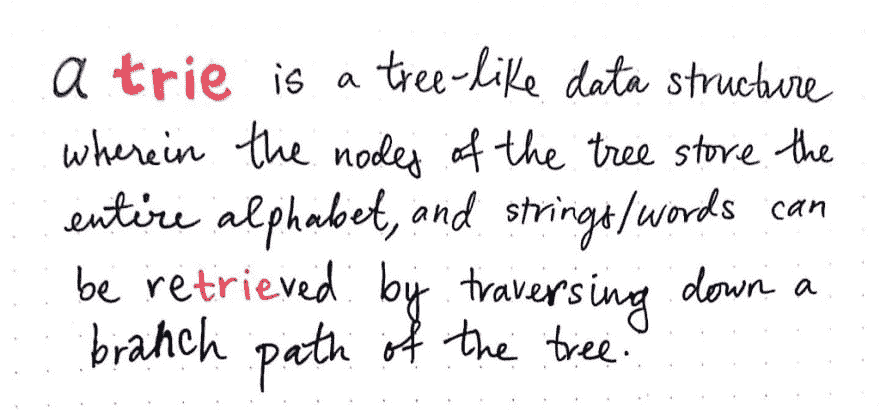 a trie is a tree-like data structure
wherein the nodes of the tree store the
entire alphabet, and strings/words can
be retrieved by traversing down a
branch path of the tree.